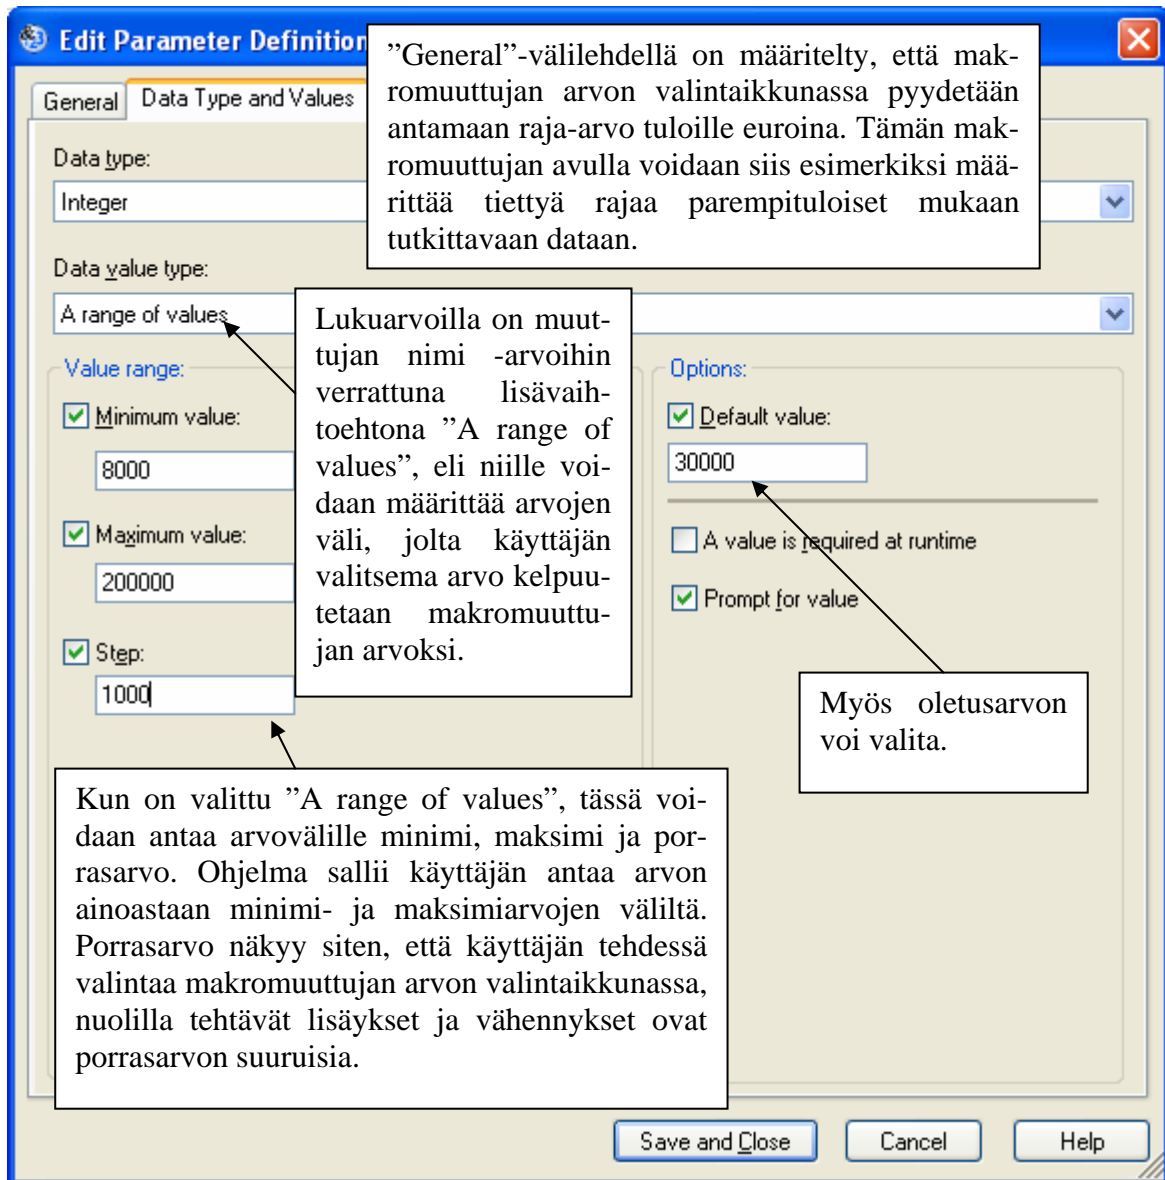 Edit Parameter Definition
”General”-välilehdellä on määritelty, että mak-
romuuttujan arvon valintaikkunassa pyydetään
antamaan raja-arvo tuloille euroina. Tämän mak-
romuuttujan avulla voidaan siis esimerkiksi mää-
rittää tiettyä rajaa parempituloiset mukaan
tutkittavaan dataan.
General
Data Type and Values
Data type:
Integer
Data value type:
A range of values
Lukuarvoilla on muut-
tujan nimi -arvoihin
verrattuna lisävaih-
toehtona ”A range of
values”, eli niille voi-
daan määrittää arvojen
väli, jolta käyttäjän
valitsema arvo kelpuu-
tetaan makromuuttu-
jan arvoksi.
Value range:
Minimum value:
8000
Maximum value:
200000
Step:
1000
Options:
Default value:
30000
A value is required at runtime
Prompt for value
Myös oletusarvon
voi valita.
Kun on valittu ”A range of values”, tässä voi-
daan antaa arvovälille minimi, maksimi ja por-
rasarvo. Ohjelma sallii käyttäjän antaa arvon
ainoastaan minimi- ja maksimiarvojen väliltä.
Porrasarvo näkyy siten, että käyttäjän tehdessä
valintaa makromuuttujan arvon valintaikkunassa,
nuolilla tehtävät lisäykset ja vähennykset ovat
porrasarvon suuruisia.
Save and Close
Cancel
Help